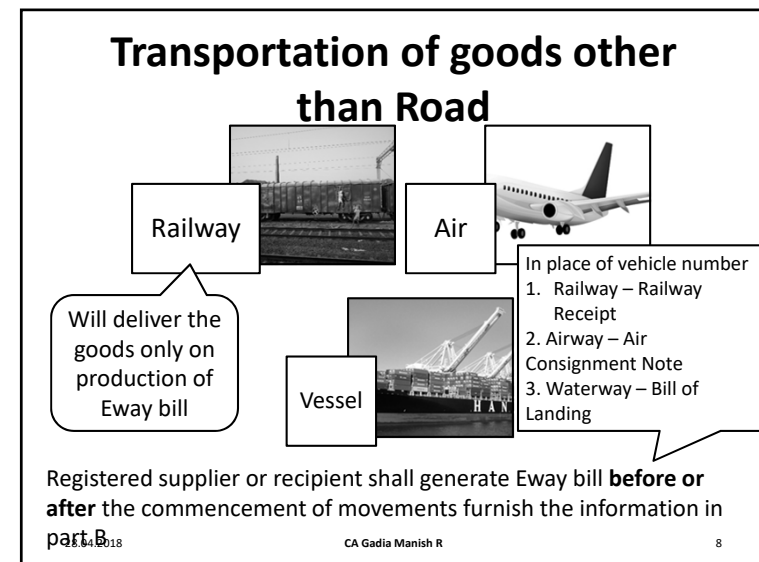 Transportation of goods other
than Road
Railway
Air
Will deliver the
goods only on
production of
Eway bill
Vessel
HAN
In place of vehicle number
1. Railway – Railway
Receipt
2. Airway – Air
Consignment Note
3. Waterway – Bill of
Landing
Registered supplier or recipient shall generate Eway bill before or
after the commencement of movements furnish the information in
part B
28.04.2018
CA Gadia Manish R
8